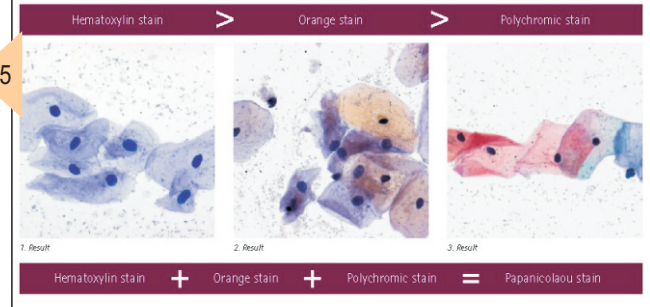 Hematoxylin stain > Orange stain > Polychromic stain
5
1. Result 2. Result 3. Result
Hematoxylin stain + Orange stain + Polychromic stain = Papanicolaou stain